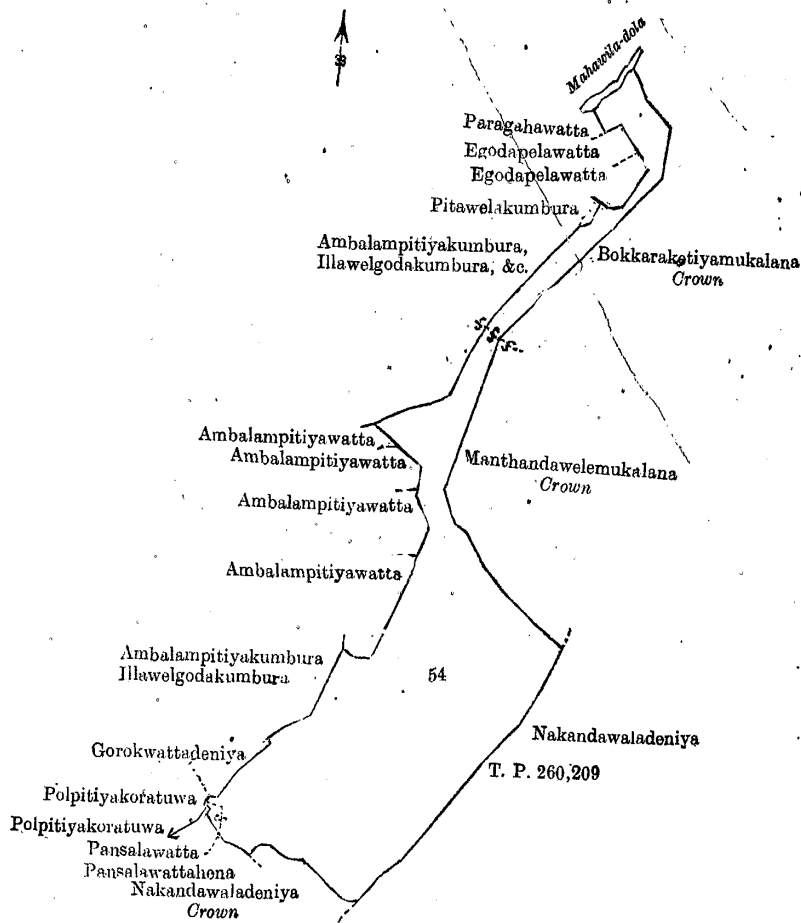 Mahawila-dola
Paragahawatta
Egodapelawatta
Egodapelawatta
Pitawelakumbura
Ambalampitiyakumbura,
Illawelgodakumbura, &c.
Bokkaraketiyamukalana
Crown
Ambalampitiyawatta
Ambalampitiyawatta
Manthandawelemukalana
Crown
Ambalampitiyawatta
Ambalampitiyawatta
Ambalampitiyakumbura
Illawelgodakumbura
54
Nakandawaladeniya
T. P. 260,209
Gorokwattadeniya
Polpitiyakoratuwa
Polpitiyakoratuwa
Pansalawatta
Pansalawattahena
Nakandawaladeniya
Crown